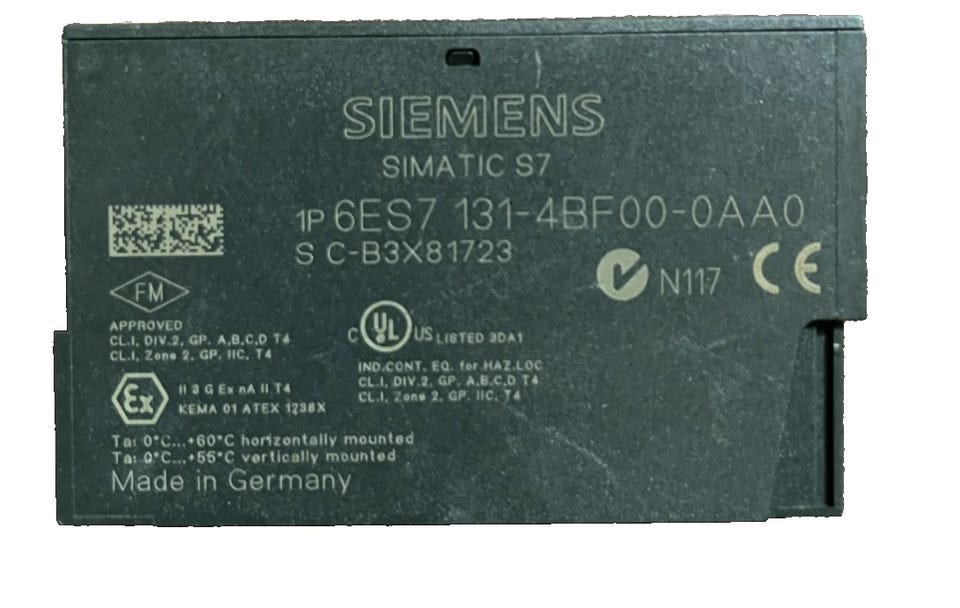 SIEMENS
SIMATIC S7
1P 6ES7 131-4BF00-0AA0
S C-B3X81723
N117 CE
FM
APPROVED
CL.I, DIV.2, GP. A,B,C,D T4
CL.I, Zone 2, GP. IIC, T4
C UL US LISTED 3DA1
IND.CONT. EQ. for HAZ.LOC
CL.I, DIV.2, GP. A,B,C,D T4
CL.I, Zone 2, GP. IIC, T4
Ex II 3 G Ex nA II T4
KEMA 01 ATEX 1238X
Ta: 0°C...+60°C horizontally mounted
Ta: 0°C...+55°C vertically mounted
Made in Germany